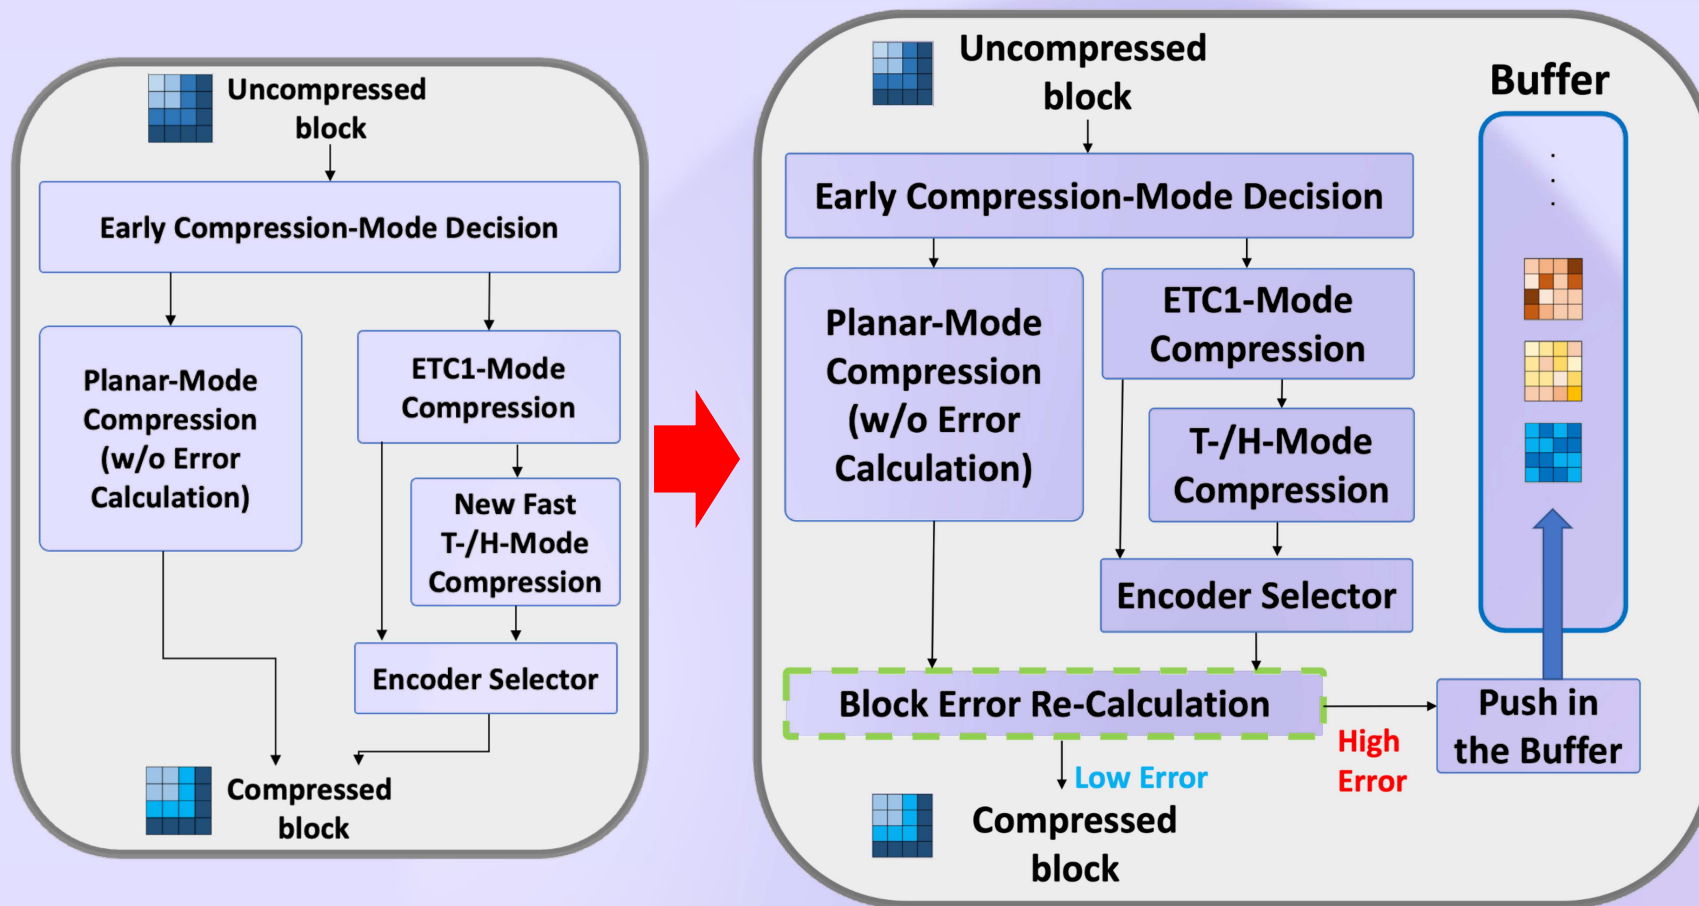 Uncompressed
block
Early Compression-Mode Decision
Planar-Mode
Compression
(w/o Error
Calculation)
ETC1-Mode
Compression
New Fast
T-/H-Mode
Compression
Encoder Selector
Compressed
block
Uncompressed
block
Early Compression-Mode Decision
Planar-Mode
Compression
(w/o Error
Calculation)
ETC1-Mode
Compression
T-/H-Mode
Compression
Encoder Selector
Block Error Re-Calculation
Low Error
High
Error
Compressed
block
Buffer
Push in
the Buffer